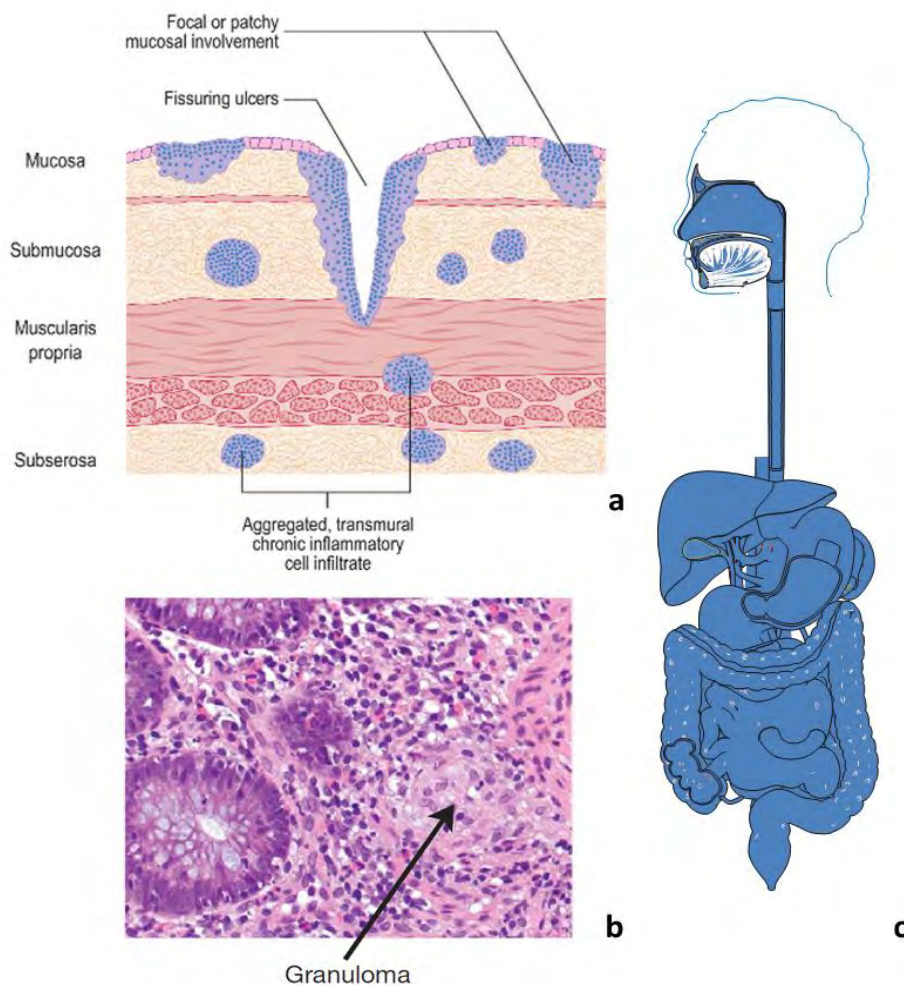 Focal or patchy
mucosal involvement
Fissuring ulcers
Mucosa
Submucosa
Muscularis
propria
Subserosa
Aggregated, transmural
chronic inflammatory
cell infiltrate
a
b
Granuloma
c